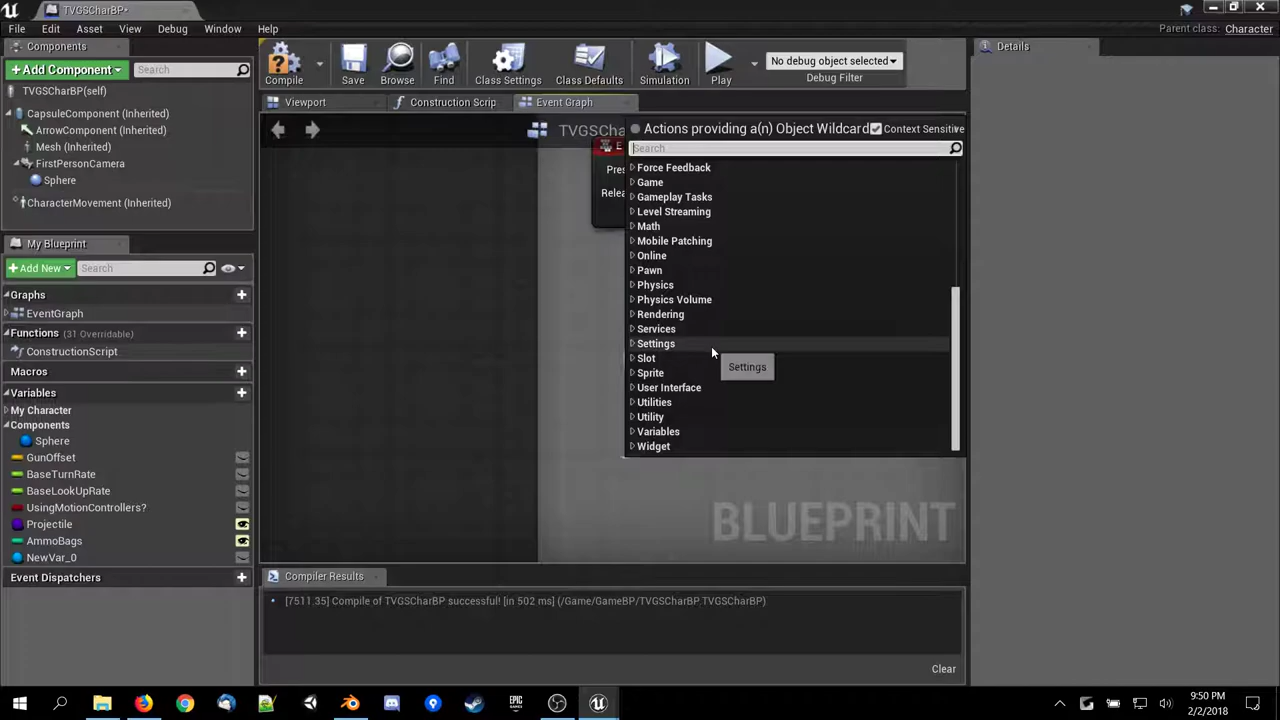 TVGSCharBP*
File Edit Asset View Debug Window Help
Parent class: Character
Components
Details
+Add Component
Search
Compile
Save
Browse
Find
Class Settings
Class Defaults
Simulation
Play
No debug object selected
Debug Filter
TVGSCharBP(self)
CapsuleComponent (Inherited)
ArrowComponent (Inherited)
Mesh (Inherited)
FirstPersonCamera
Sphere
CharacterMovement (Inherited)
Viewport
Construction Scrip
Event Graph
TVGSCha
Actions providing a(n) Object Wildcard
Context Sensitive
Search
E
Pres
Relea
Force Feedback
Game
Gameplay Tasks
Level Streaming
Math
Mobile Patching
Online
Pawn
Physics
Physics Volume
Rendering
Services
Settings
Slot
Sprite
User Interface
Utilities
Utility
Variables
Widget
Settings
My Blueprint
+Add New
Search
Graphs
EventGraph
Functions (31 Overridable)
ConstructionScript
Macros
Variables
My Character
Components
Sphere
GunOffset
BaseTurnRate
BaseLookUpRate
UsingMotionControllers?
Projectile
AmmoBags
NewVar_0
Event Dispatchers
BLUEPRINT
Compiler Results
[7511.35] Compile of TVGSCharBP successful! [in 502 ms] (/Game/GameBP/TVGSCharBP.TVGSCharBP)
Clear
EPIC
GAMES
9:50 PM
2/2/2018